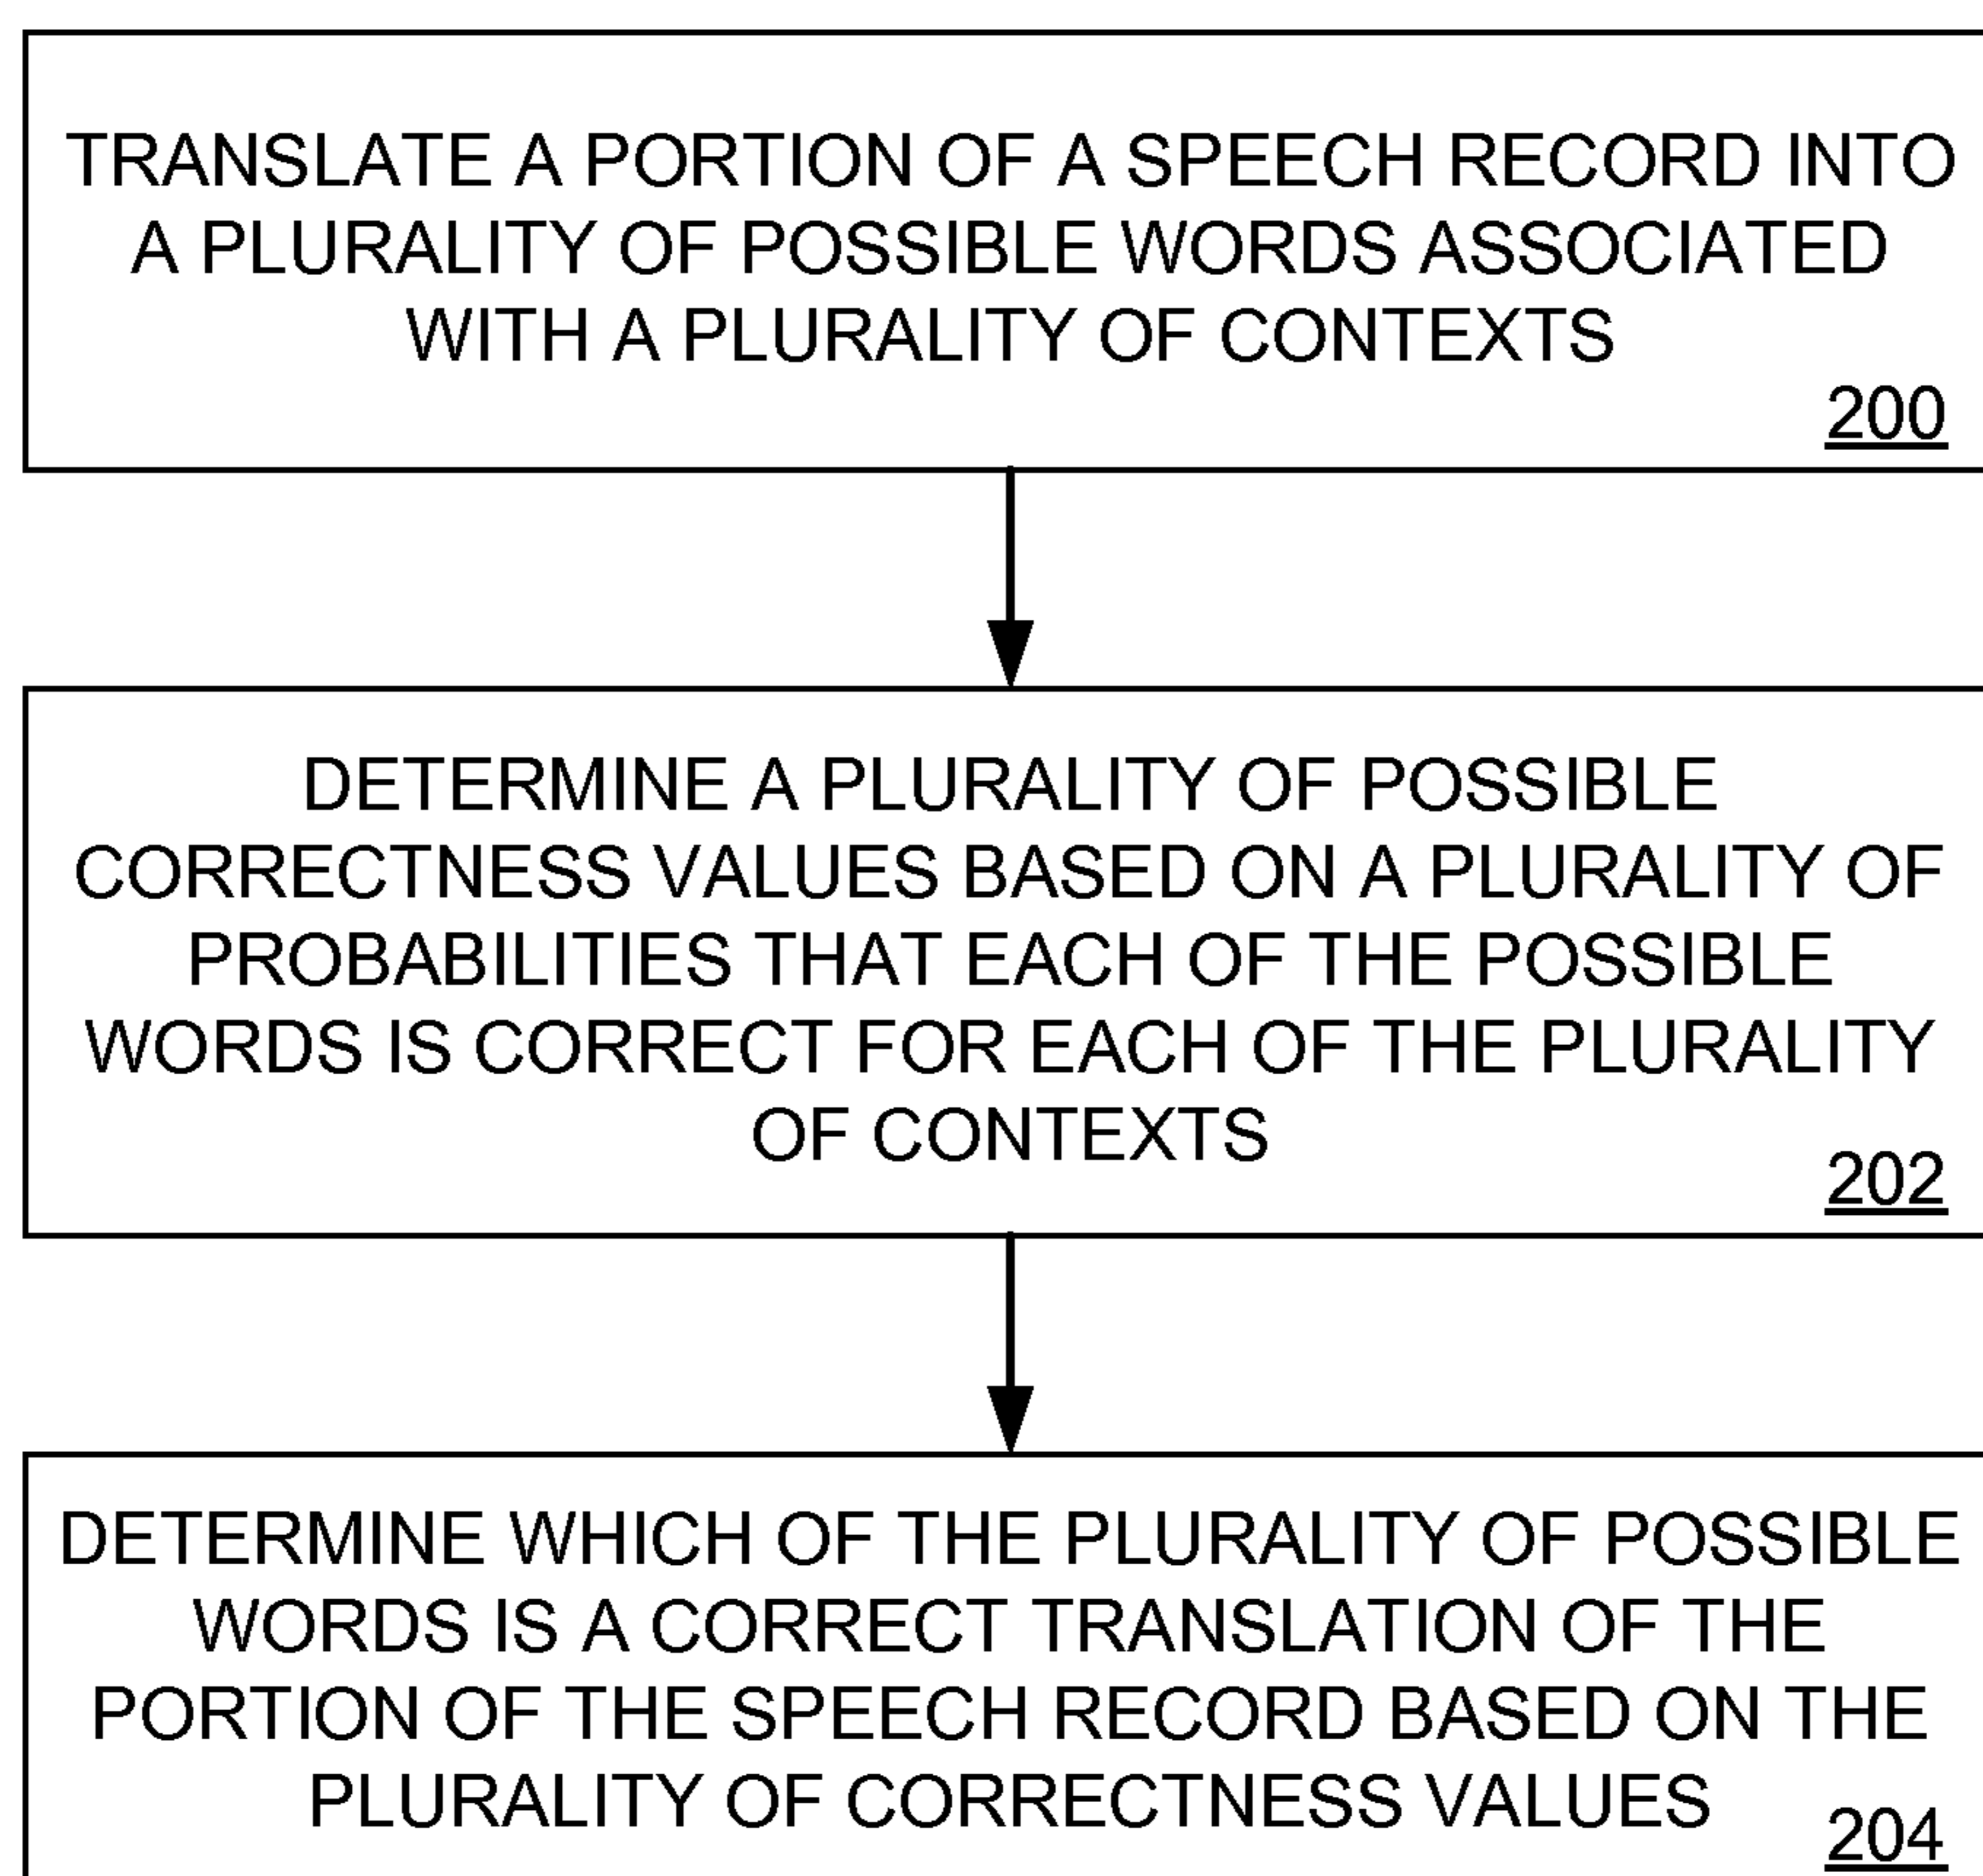 TRANSLATE A PORTION OF A SPEECH RECORD INTO
A PLURALITY OF POSSIBLE WORDS ASSOCIATED
WITH A PLURALITY OF CONTEXTS
200
DETERMINE A PLURALITY OF POSSIBLE
CORRECTNESS VALUES BASED ON A PLURALITY OF
PROBABILITIES THAT EACH OF THE POSSIBLE
WORDS IS CORRECT FOR EACH OF THE PLURALITY
OF CONTEXTS
202
DETERMINE WHICH OF THE PLURALITY OF POSSIBLE
WORDS IS A CORRECT TRANSLATION OF THE
PORTION OF THE SPEECH RECORD BASED ON THE
PLURALITY OF CORRECTNESS VALUES
204